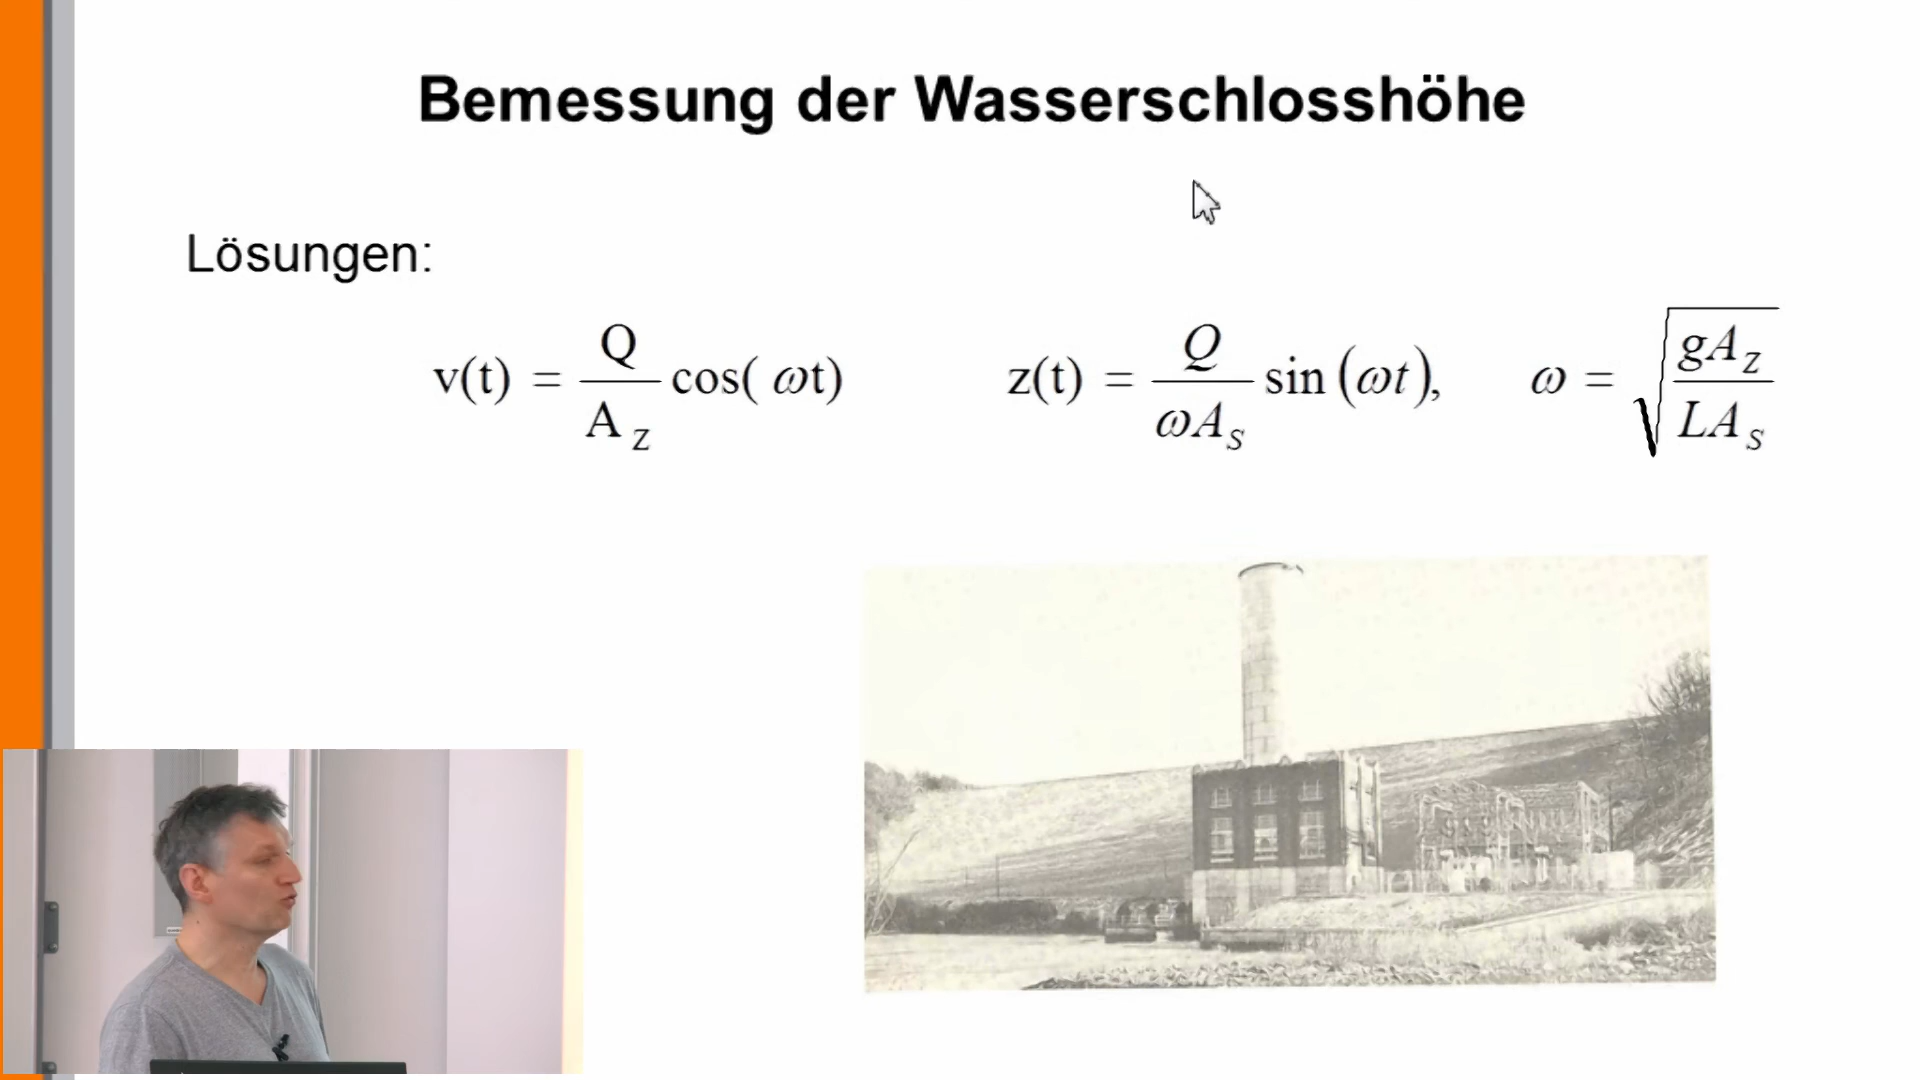 Bemessung der Wasserschlosshöhe
Lösungen:
v(t) = Q / A_Z cos( ωt)
z(t) = Q / ωA_S sin (ωt), ω = √(gA_Z / LA_S)